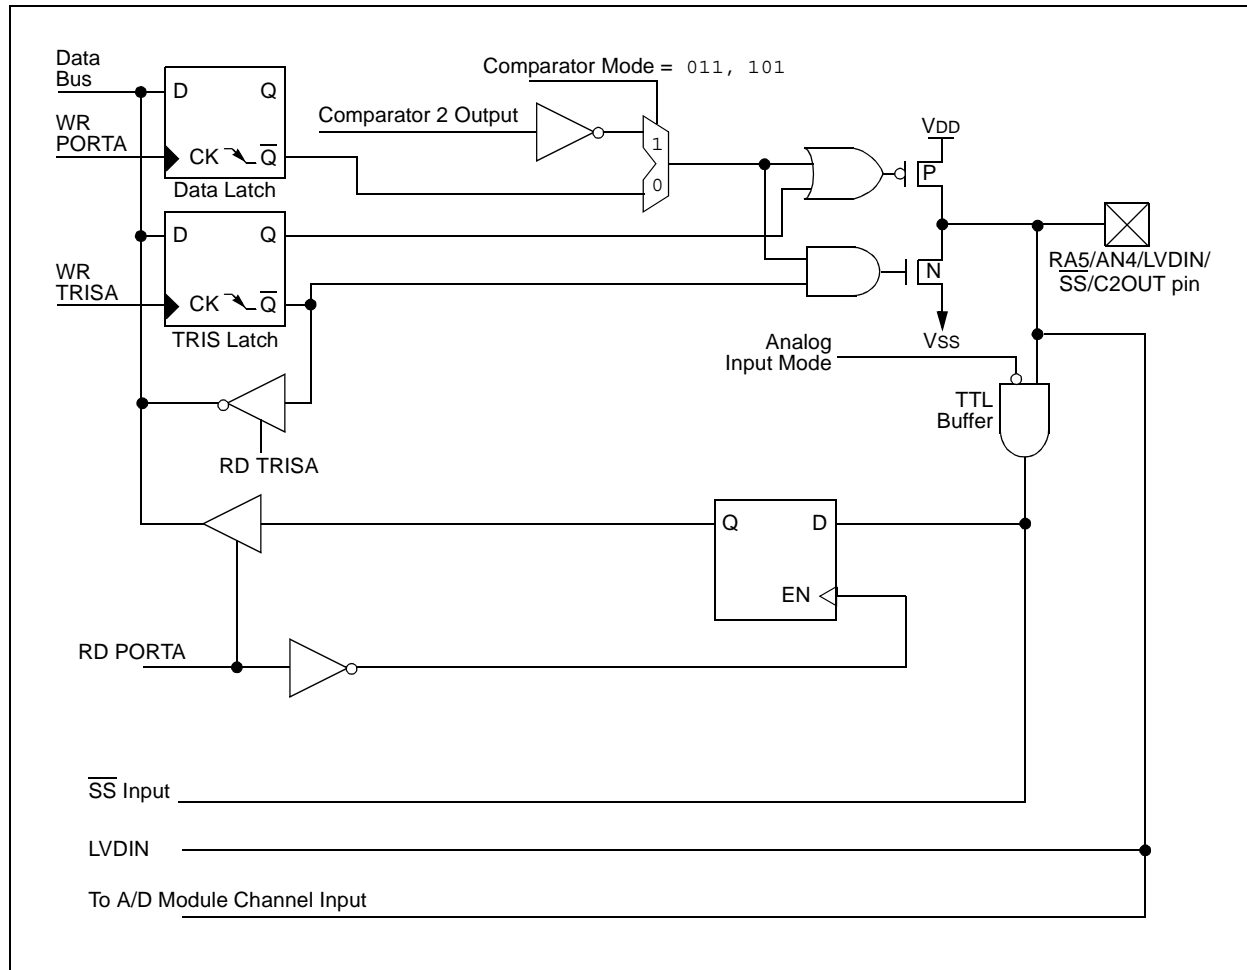 Data
Bus
D Q
WR
PORTA
CK Q̅
Data Latch
Comparator Mode = 011, 101
Comparator 2 Output
1
0
VDD
P
D Q
WR
TRISA
CK Q̅
TRIS Latch
N
VSS
RA5/AN4/LVDIN/
S̅S̅/C2OUT pin
Analog
Input Mode
TTL
Buffer
RD TRISA
Q D
EN
RD PORTA
S̅S̅ Input
LVDIN
To A/D Module Channel Input